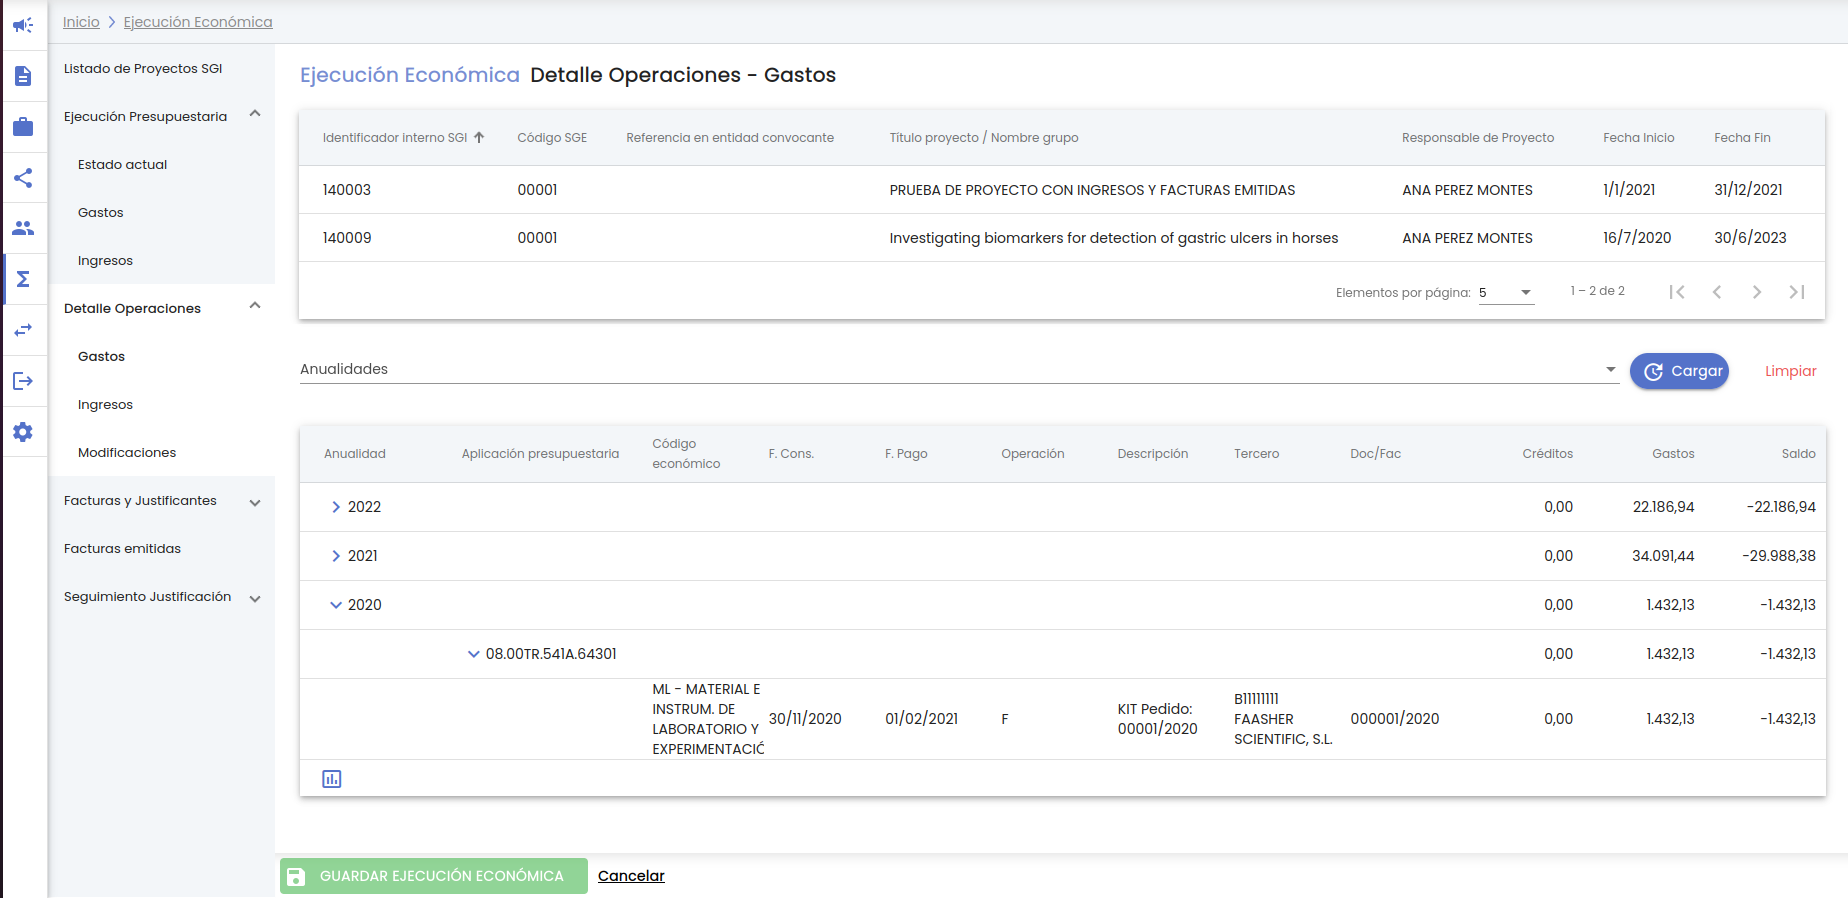 Inicio > Ejecución Económica
Listado de Proyectos SGI
Ejecución Presupuestaria
Estado actual
Gastos
Ingresos
Detalle Operaciones
Gastos
Ingresos
Modificaciones
Facturas y Justificantes
Facturas emitidas
Seguimiento Justificación
Ejecución Económica Detalle Operaciones - Gastos
Identificador interno SGI Código SGE Referencia en entidad convocante Título proyecto / Nombre grupo Responsable de Proyecto Fecha Inicio Fecha Fin
140003 00001 PRUEBA DE PROYECTO CON INGRESOS Y FACTURAS EMITIDAS ANA PEREZ MONTES 1/1/2021 31/12/2021
140009 00001 Investigating biomarkers for detection of gastric ulcers in horses ANA PEREZ MONTES 16/7/2020 30/6/2023
Elementos por página: 5 1 – 2 de 2
Anualidades Cargar Limpiar
Anualidad Aplicación presupuestaria Código económico F. Cons. F. Pago Operación Descripción Tercero Doc/Fac Créditos Gastos Saldo
2022 0,00 22.186,94 -22.186,94
2021 0,00 34.091,44 -29.988,38
2020 0,00 1.432,13 -1.432,13
08.00TR.541A.64301 0,00 1.432,13 -1.432,13
ML - MATERIAL E
INSTRUM. DE
LABORATORIO Y
EXPERIMENTACIÓ
30/11/2020 01/02/2021 F
KIT Pedido:
00001/2020
B11111111
FAASHER
SCIENTIFIC, S.L.
000001/2020 0,00 1.432,13 -1.432,13
GUARDAR EJECUCIÓN ECONÓMICA Cancelar